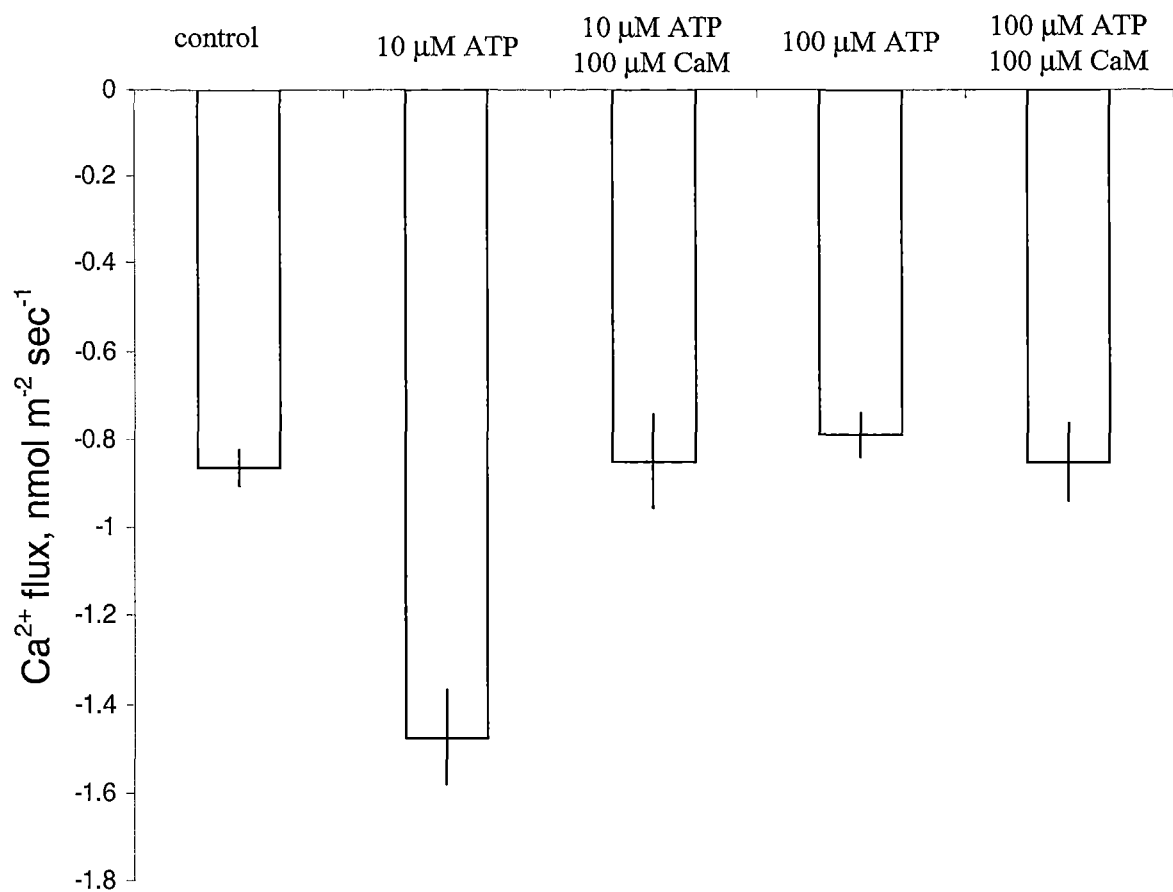 control
10 μM ATP
10 μM ATP
100 μM CaM
100 μM ATP
100 μM ATP
100 μM CaM
0
-0.2
-0.4
-0.6
-0.8
-1
-1.2
-1.4
-1.6
-1.8
Ca²⁺ flux, nmol m⁻² sec⁻¹